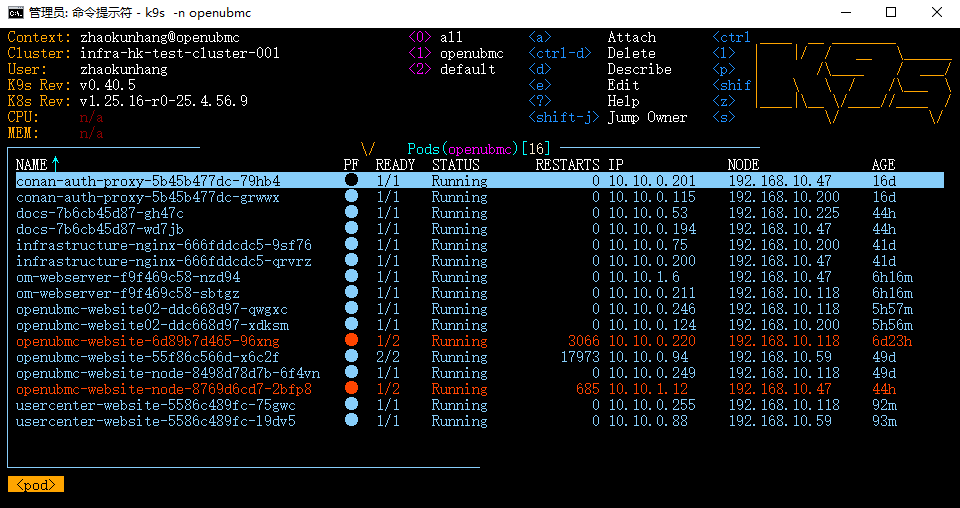 管理员: 命令提示符 - k9s -n openubmc
Context: zhaokunhang@openubmc <0> all <a> Attach <ctrl
Cluster: infra-hk-test-cluster-001 <1> openubmc <ctrl-d> Delete <l>
User: zhaokunhang <2> default <d> Describe <p>
K9s Rev: v0.40.5 <e> Edit <shif
K8s Rev: v1.25.16-r0-25.4.56.9 <?> Help <z>
CPU: n/a <shift-j> Jump Owner <s>
MEM: n/a
Pods(openubmc)[16]
NAME↑ PF READY STATUS RESTARTS IP NODE AGE
conan-auth-proxy-5b45b477dc-79hb4 ● 1/1 Running 0 10.10.0.201 192.168.10.47 16d
conan-auth-proxy-5b45b477dc-grwwx ● 1/1 Running 0 10.10.0.115 192.168.10.200 16d
docs-7b6cb45d87-gh47c ● 1/1 Running 0 10.10.0.53 192.168.10.225 44h
docs-7b6cb45d87-wd7jb ● 1/1 Running 0 10.10.0.194 192.168.10.47 44h
infrastructure-nginx-666fddcdc5-9sf76 ● 1/1 Running 0 10.10.0.75 192.168.10.200 41d
infrastructure-nginx-666fddcdc5-qrvrz ● 1/1 Running 0 10.10.0.200 192.168.10.47 41d
om-webserver-f9f469c58-nzd94 ● 1/1 Running 0 10.10.1.6 192.168.10.47 6h16m
om-webserver-f9f469c58-sbtgz ● 1/1 Running 0 10.10.0.211 192.168.10.118 6h16m
openubmc-website02-ddc668d97-qwgxc ● 1/1 Running 0 10.10.0.246 192.168.10.118 5h57m
openubmc-website02-ddc668d97-xdksm ● 1/1 Running 0 10.10.0.124 192.168.10.200 5h56m
openubmc-website-6d89b7d465-96xng ● 1/2 Running 3066 10.10.0.220 192.168.10.118 6d23h
openubmc-website-55f86c566d-x6c2f ● 2/2 Running 17973 10.10.0.94 192.168.10.59 49d
openubmc-website-node-8498d78d7b-6f4vn ● 1/1 Running 0 10.10.0.249 192.168.10.118 49d
openubmc-website-node-8769d6cd7-2bfp8 ● 1/2 Running 685 10.10.1.12 192.168.10.47 44h
usercenter-website-5586c489fc-75gwc ● 1/1 Running 0 10.10.0.255 192.168.10.118 92m
usercenter-website-5586c489fc-19dv5 ● 1/1 Running 0 10.10.0.88 192.168.10.59 93m
<pod>